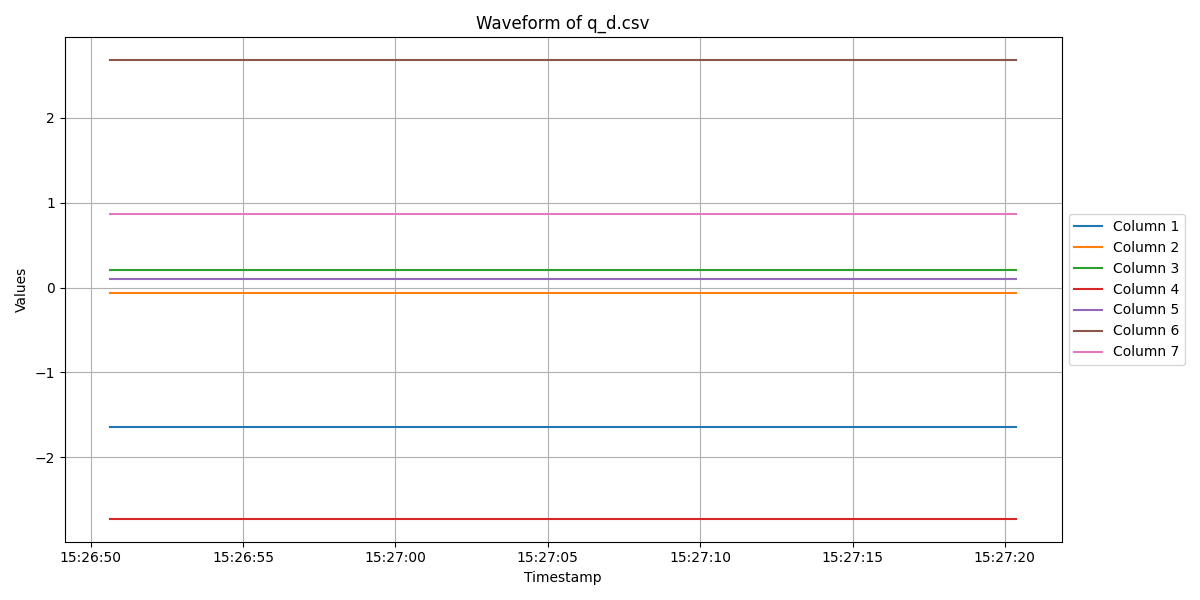 Waveform of q_d.csv
Values
2
1
0
−1
−2
15:26:50
15:26:55
15:27:00
15:27:05
15:27:10
15:27:15
15:27:20
Timestamp
Column 1
Column 2
Column 3
Column 4
Column 5
Column 6
Column 7